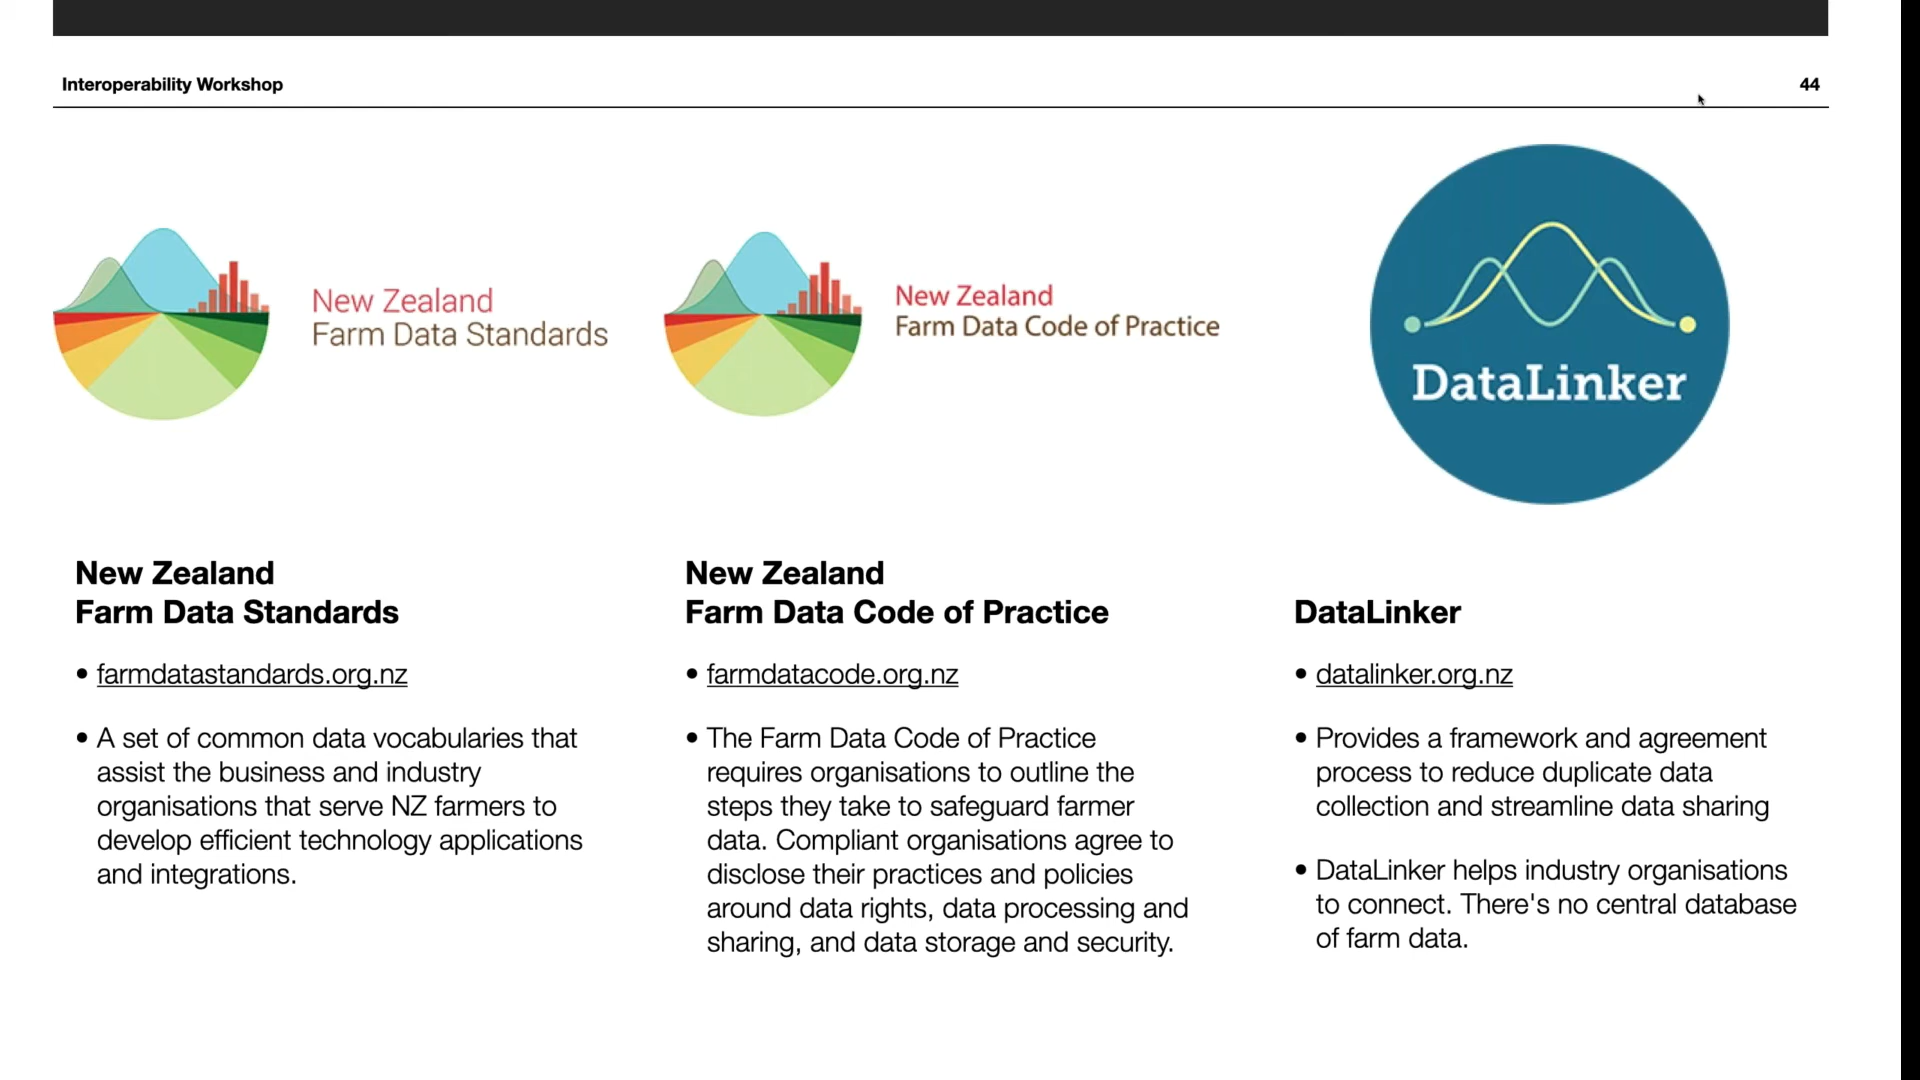 Interoperability Workshop
44
New Zealand
Farm Data Standards
New Zealand
Farm Data Code of Practice
DataLinker
New Zealand
Farm Data Standards
• farmdatastandards.org.nz
• A set of common data vocabularies that
assist the business and industry
organisations that serve NZ farmers to
develop efficient technology applications
and integrations.
New Zealand
Farm Data Code of Practice
• farmdatacode.org.nz
• The Farm Data Code of Practice
requires organisations to outline the
steps they take to safeguard farmer
data. Compliant organisations agree to
disclose their practices and policies
around data rights, data processing and
sharing, and data storage and security.
DataLinker
• datalinker.org.nz
• Provides a framework and agreement
process to reduce duplicate data
collection and streamline data sharing
• DataLinker helps industry organisations
to connect. There's no central database
of farm data.